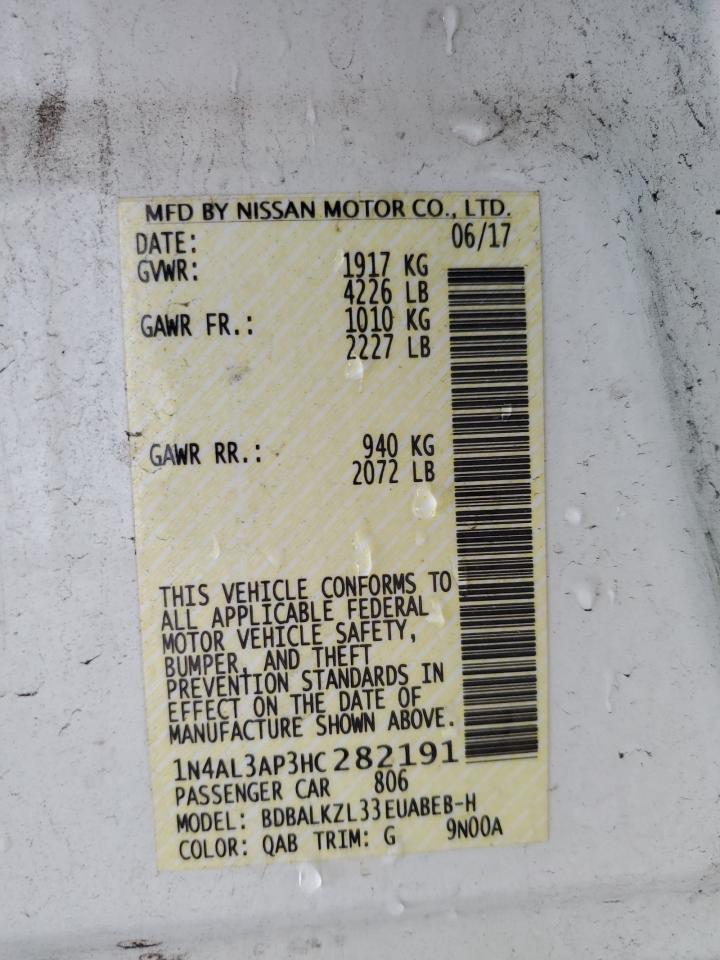 MFD BY NISSAN MOTOR CO., LTD.
DATE: 06/17
GVWR: 1917 KG
4226 LB
GAWR FR.: 1010 KG
2227 LB
GAWR RR.: 940 KG
2072 LB
THIS VEHICLE CONFORMS TO
ALL APPLICABLE FEDERAL
MOTOR VEHICLE SAFETY,
BUMPER, AND THEFT
PREVENTION STANDARDS IN
EFFECT ON THE DATE OF
MANUFACTURE SHOWN ABOVE.
1N4AL3AP3HC282191
PASSENGER CAR 806
MODEL: BDBALKZL33EUABEB-H
COLOR: QAB TRIM: G 9N00A